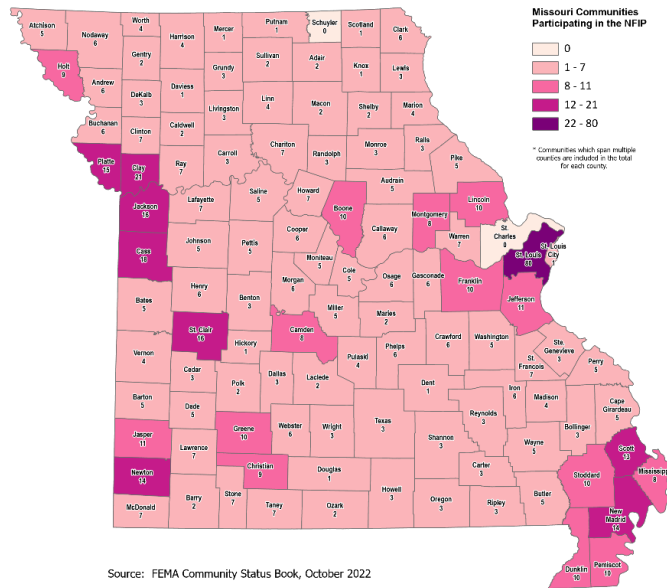 Missouri Communities
Participating in the NFIP
0
1 - 7
8 - 11
12 - 21
22 - 80
* Communities which span multiple
counties are included in the total
for each county.
Atchison
5
Nodaway
6
Worth
4
Harrison
4
Mercer
1
Putnam
1
Schuyler
0
Scotland
1
Clark
6
Holt
9
Gentry
2
Sullivan
2
Adair
2
Knox
1
Lewis
3
Andrew
6
DeKalb
3
Daviess
1
Grundy
3
Livingston
3
Linn
4
Macon
2
Shelby
2
Marion
4
Buchanan
6
Clinton
7
Caldwell
2
Carroll
3
Chariton
7
Randolph
3
Monroe
3
Ralls
3
Pike
5
Platte
15
Clay
21
Ray
7
Audrain
5
Lafayette
7
Saline
5
Howard
7
Boone
10
Callaway
6
Montgomery
8
Lincoln
10
Warren
7
St.
Charles
St. Louis
St. Louis
City
Jackson
Cass
Johnson
5
Pettis
5
Cooper
6
Moniteau
5
Cole
5
Osage
6
Gasconade
6
Franklin
10
Jefferson
11
Bates
5
Henry
6
Benton
3
Morgan
6
Miller
5
Maries
2
St. Clair
16
Hickory
1
Camden
8
Pulaski
4
Phelps
6
Crawford
6
Washington
5
St.
Francois
7
Ste
Genevieve
3
Perry
5
Vernon
4
Cedar
3
Polk
2
Dallas
3
Laclede
2
Dent
1
Iron
6
Madison
4
Cape
Girardeau
5
Barton
5
Dade
5
Jasper
11
Greene
10
Webster
6
Wright
3
Texas
3
Shannon
3
Reynolds
3
Wayne
5
Bollinger
3
Scott
13
Mississippi
8
Lawrence
7
Christian
9
Douglas
1
Newton
14
Barry
2
Stone
7
Taney
7
Ozark
2
Howell
3
Oregon
3
Carter
3
Ripley
3
Butler
5
Stoddard
10
New
Madrid
14
McDonald
7
Dunklin
10
Pemiscot
Source: FEMA Community Status Book, October 2022